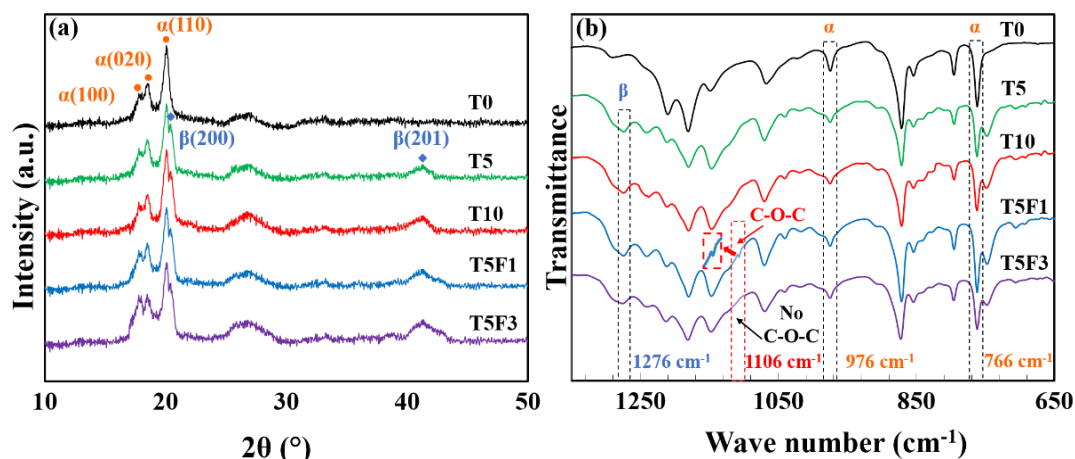 (a)
α(110)
α(020)
α(100)
T0
β(200)
β(201)
T5
T10
T5F1
T5F3
Intensity (a.u.)
10 20 30 40 50
2θ (°)
(b)
α
α
T0
β
T5
T10
C-O-C
T5F1
T5F3
No
C-O-C
1276 cm⁻¹
1106 cm⁻¹
976 cm⁻¹
766 cm⁻¹
Transmittance
1250 1050 850 650
Wave number (cm⁻¹)